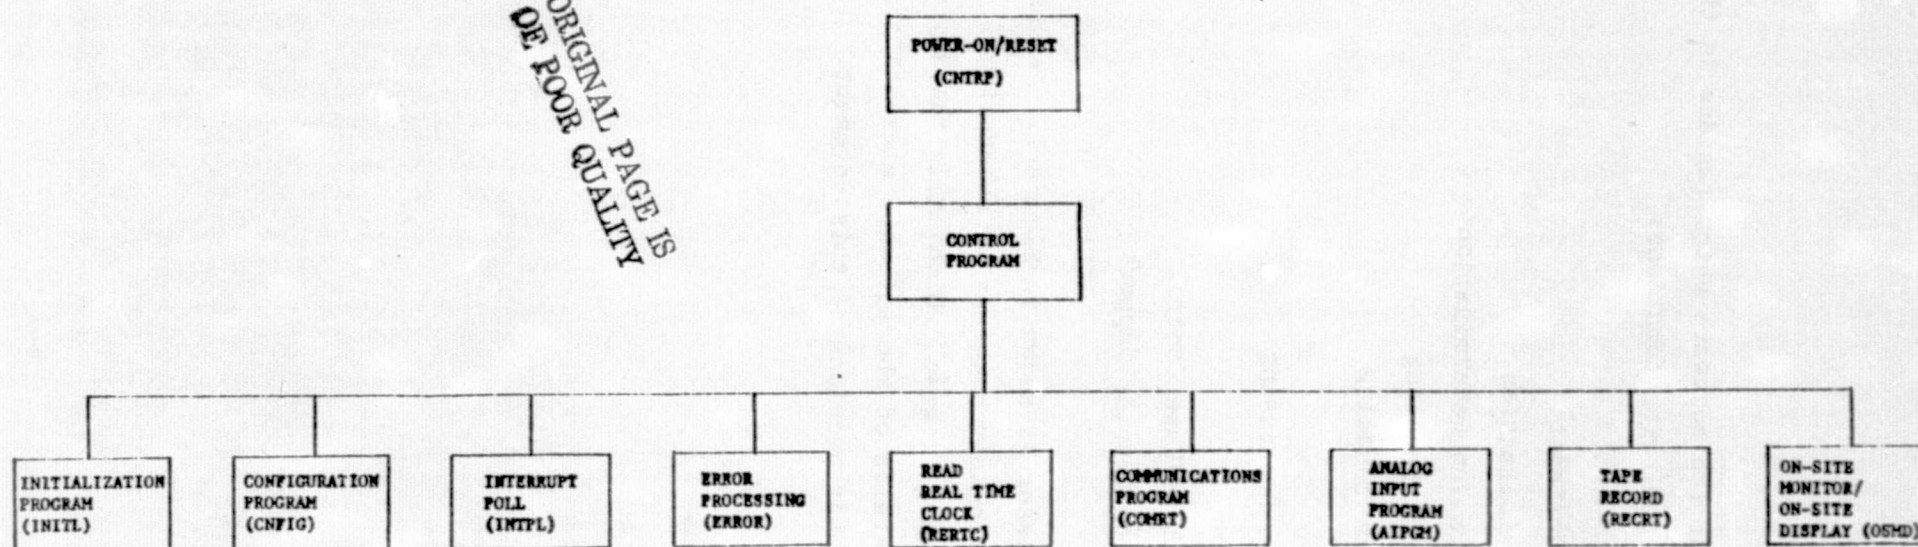 ORIGINAL PAGE IS
OF POOR QUALITY
POWER-ON/RESET
(CNTRP)
CONTROL
PROGRAM
INITIALIZATION
PROGRAM
(INITL)
CONFIGURATION
PROGRAM
(CNFIG)
INTERRUPT
POLL
(INTPL)
ERROR
PROCESSING
(ERROR)
READ
REAL TIME
CLOCK
(RERTC)
COMMUNICATIONS
PROGRAM
(COMRT)
ANALOG
INPUT
PROGRAM
(AIPGM)
TAPE
RECORD
(RECRT)
ON-SITE
MONITOR/
ON-SITE
DISPLAY (OSMD)